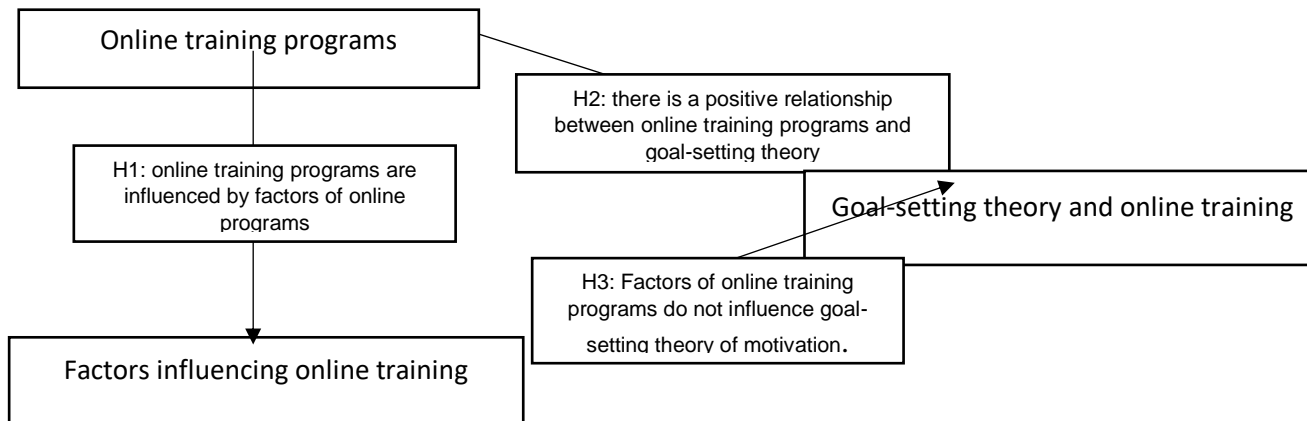 Online training programs
H2: there is a positive relationship
between online training programs and
goal-setting theory
H1: online training programs are
influenced by factors of online
programs
Goal-setting theory and online training
H3: Factors of online training
programs do not influence goal-
setting theory of motivation.
Factors influencing online training